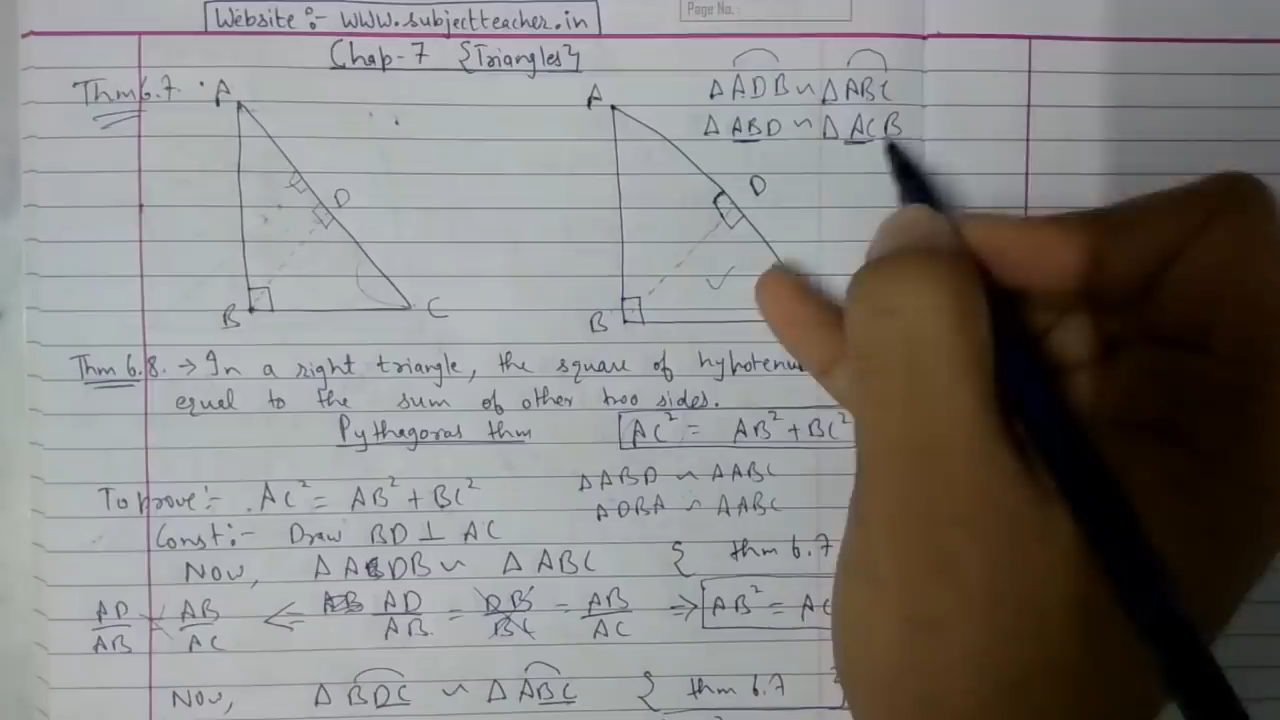 Website :- WWW.subjectteacher.in
Page No. :
Chap-7 {Triangles}
Thm 6.7
A
D
B
C
A
D
B
△ADB ~ △ABC
△ABD ~ △ACB
Thm 6.8. → In a right triangle, the square of
equal to the sum of other two sides.
Pythagoras thm
AC² = AB² + BC²
To prove :- AC² = AB² + BC²
△ABD ~ △ABC
△DBA ~ △ABC
Const :- Draw BD ⊥ AC
Now, △ADB ~ △ABC { thm 6.7
AD/AB = AB/AC ⇐ AD/AB = DB/BC = AB/AC ⇒ AB² = AC
Now, △BDC ~ △ABC { thm 6.7 }